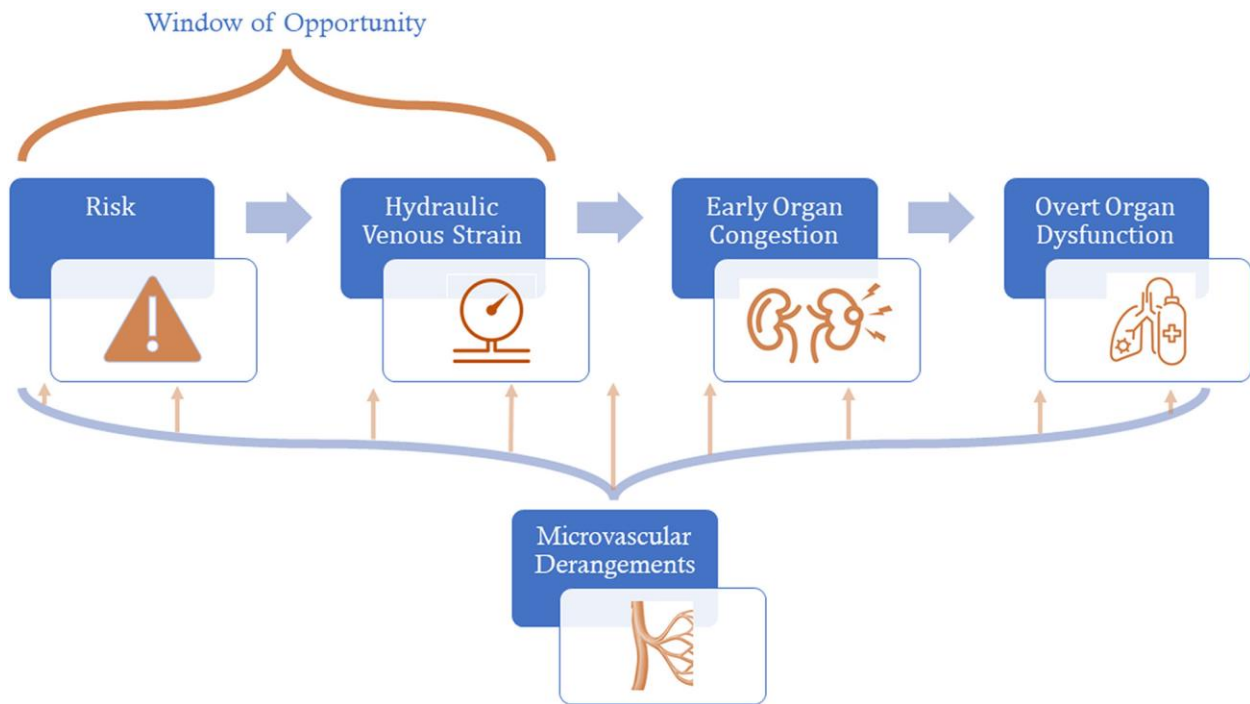 Window of Opportunity
Risk
Hydraulic
Venous Strain
Early Organ
Congestion
Overt Organ
Dysfunction
Microvascular
Derangements